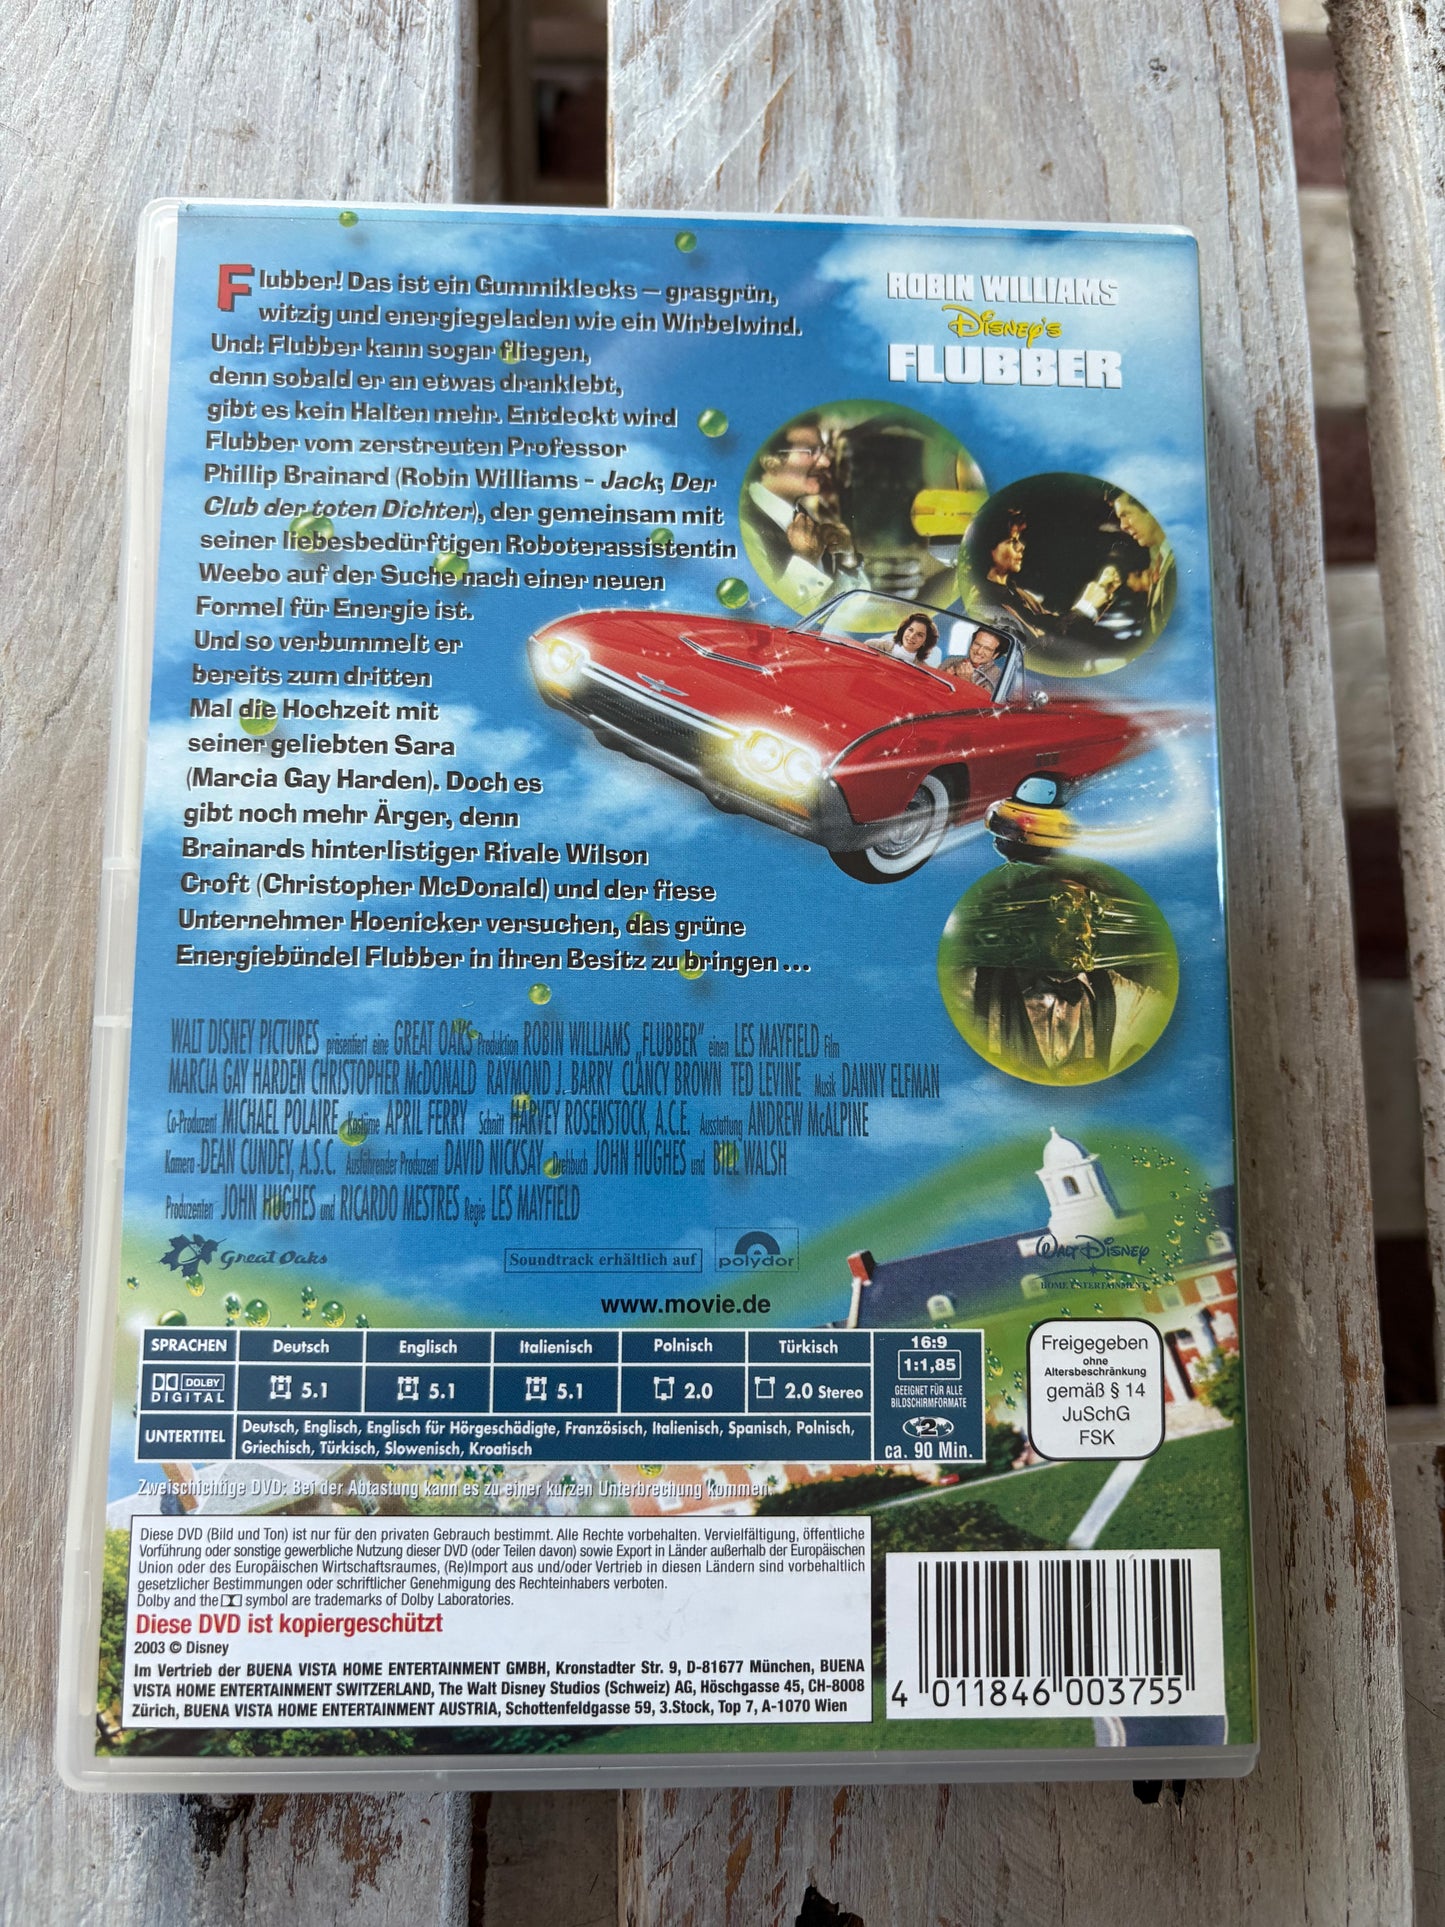 Flubber! Das ist ein Gummiklecks – grasgrün,
witzig und energiegeladen wie ein Wirbelwind.
Und: Flubber kann sogar fliegen,
denn sobald er an etwas dranklebt,
gibt es kein Halten mehr. Entdeckt wird
Flubber vom zerstreuten Professor
Phillip Brainard (Robin Williams - Jack; Der
Club der toten Dichter), der gemeinsam mit
seiner liebesbedürftigen Roboterassistentin
Weebo auf der Suche nach einer neuen
Formel für Energie ist.
Und so verbummelt er
bereits zum dritten
Mal die Hochzeit mit
seiner geliebten Sara
(Marcia Gay Harden). Doch es
gibt noch mehr Ärger, denn
Brainards hinterlistiger Rivale Wilson
Croft (Christopher McDonald) und der fiese
Unternehmer Hoenicker versuchen, das grüne
Energiebündel Flubber in ihren Besitz zu bringen ...
ROBIN WILLIAMS
Disney's
FLUBBER
WALT DISNEY PICTURES präsentiert eine GREAT OAKS Produktion ROBIN WILLIAMS „FLUBBER" einen LES MAYFIELD Film
MARCIA GAY HARDEN CHRISTOPHER McDONALD RAYMOND J. BARRY CLANCY BROWN TED LEVINE Musik DANNY ELFMAN
Co-Produzent MICHAEL POLAIRE Kostüme APRIL FERRY Schnitt HARVEY ROSENSTOCK, A.C.E. Ausstattung ANDREW McALPINE
Kamera DEAN CUNDEY, A.S.C. Ausführender Produzent DAVID NICKSAY Drehbuch JOHN HUGHES und BILL WALSH
Produzenten JOHN HUGHES und RICARDO MESTRES Regie LES MAYFIELD
Great Oaks
Soundtrack erhältlich auf
polydor
WALT DISNEY
HOME ENTERTAINMENT
www.movie.de
SPRACHEN Deutsch Englisch Italienisch Polnisch Türkisch
DOLBY DIGITAL 5.1 5.1 5.1 2.0 2.0 Stereo
UNTERTITEL Deutsch, Englisch, Englisch für Hörgeschädigte, Französisch, Italienisch, Spanisch, Polnisch,
Griechisch, Türkisch, Slowenisch, Kroatisch
16:9
1:1,85
GEEIGNET FÜR ALLE
BILDSCHIRMFORMATE
2
ca. 90 Min.
Freigegeben
ohne
Altersbeschränkung
gemäß § 14
JuSchG
FSK
Zweischichtige DVD: Bei der Abtastung kann es zu einer kurzen Unterbrechung kommen.
Diese DVD (Bild und Ton) ist nur für den privaten Gebrauch bestimmt. Alle Rechte vorbehalten. Vervielfältigung, öffentliche
Vorführung oder sonstige gewerbliche Nutzung dieser DVD (oder Teilen davon) sowie Export in Länder außerhalb der Europäischen
Union oder des Europäischen Wirtschaftsraumes, (Re)Import aus und/oder Vertrieb in diesen Ländern sind vorbehaltlich
gesetzlicher Bestimmungen oder schriftlicher Genehmigung des Rechteinhabers verboten.
Dolby and the symbol are trademarks of Dolby Laboratories.
Diese DVD ist kopiergeschützt
2003 © Disney
Im Vertrieb der BUENA VISTA HOME ENTERTAINMENT GMBH, Kronstadter Str. 9, D-81677 München, BUENA
VISTA HOME ENTERTAINMENT SWITZERLAND, The Walt Disney Studios (Schweiz) AG, Höschgasse 45, CH-8008
Zürich, BUENA VISTA HOME ENTERTAINMENT AUSTRIA, Schottenfeldgasse 59, 3.Stock, Top 7, A-1070 Wien
4 011846 003755